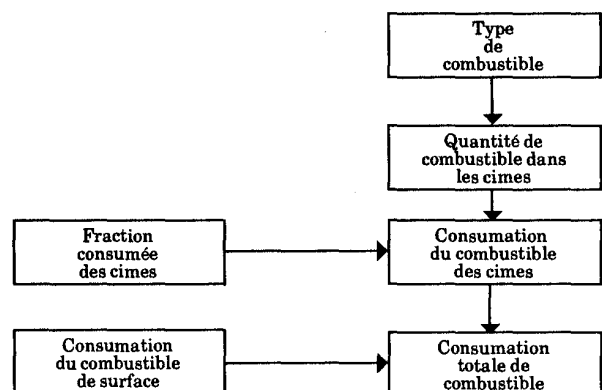 Type
de
combustible
Quantité de
combustible dans
les cimes
Fraction
consumée
des cimes
Consumation
du combustible
des cimes
Consumation
du combustible
de surface
Consumation
totale de
combustible